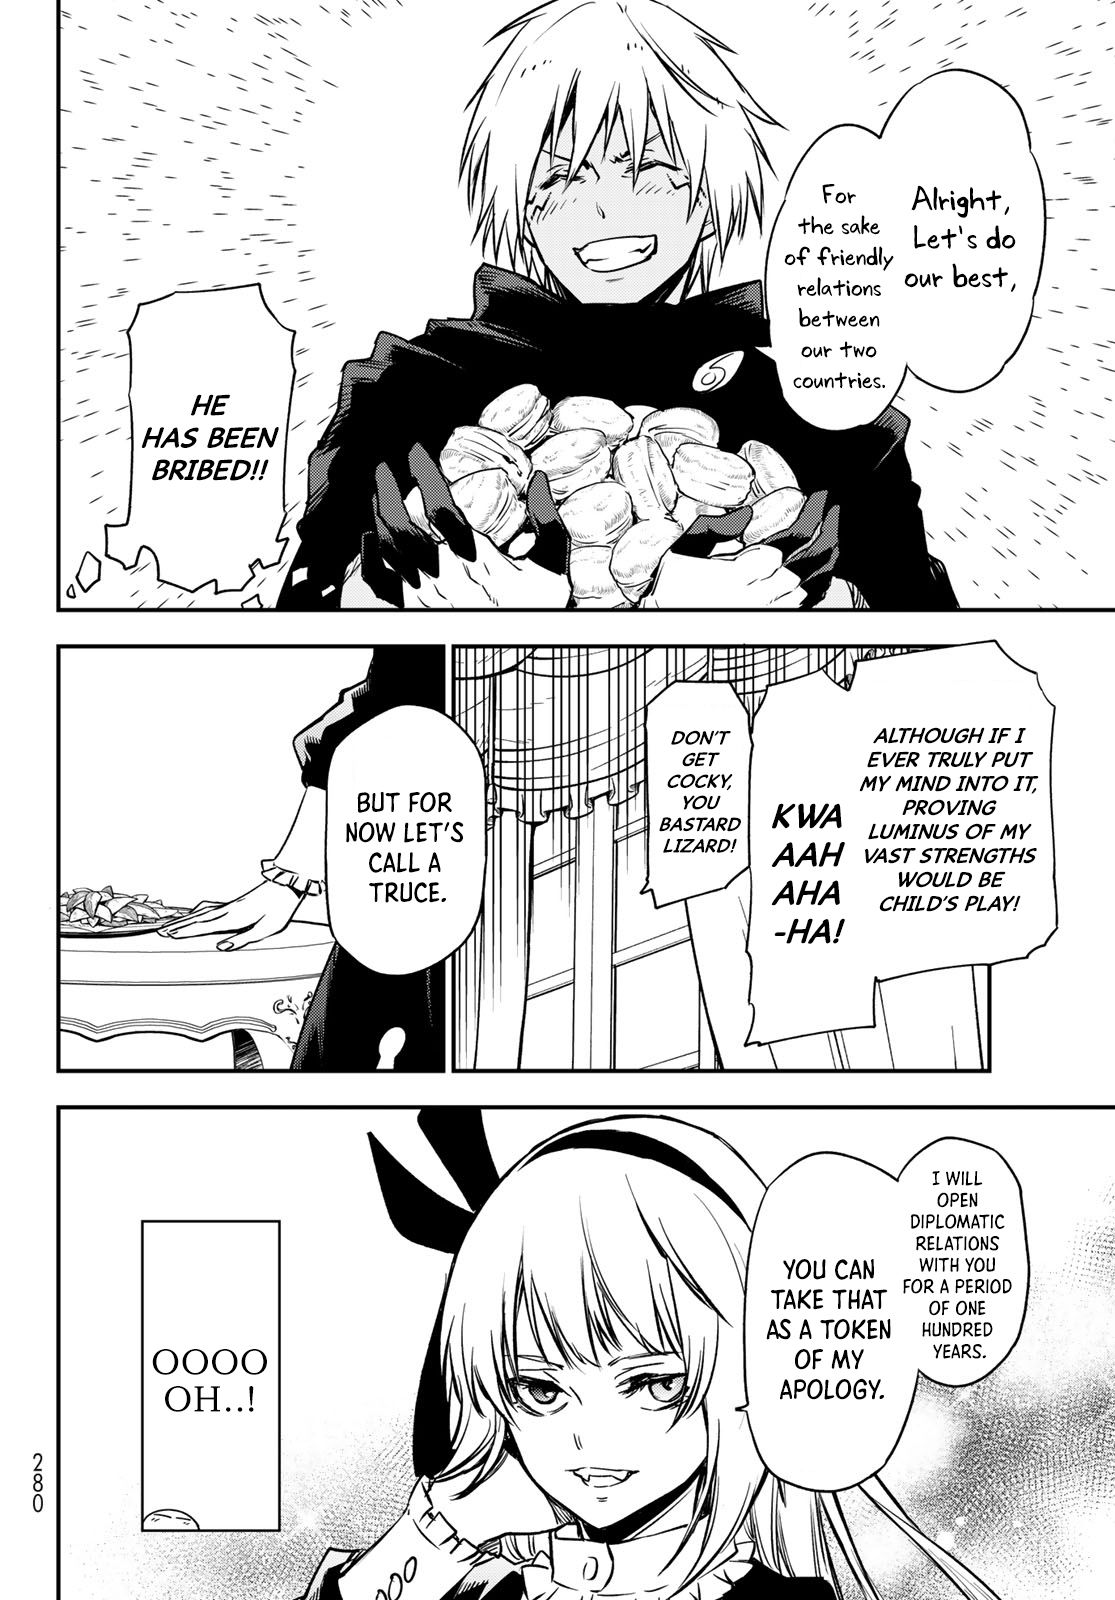 Alright,
Let's do
our best,
For
the sake
of friendly
relations
between
our two
countries.
HE
HAS BEEN
BRIBED!!
ALTHOUGH IF I
EVER TRULY PUT
MY MIND INTO IT,
PROVING
LUMINUS OF MY
VAST STRENGTHS
WOULD BE
CHILD'S PLAY!
KWA
AAH
AHA
-HA!
DON'T
GET
COCKY,
YOU
BASTARD
LIZARD!
BUT FOR
NOW LET'S
CALL A
TRUCE.
I WILL
OPEN
DIPLOMATIC
RELATIONS
WITH YOU
FOR A PERIOD
OF ONE
HUNDRED
YEARS.
YOU CAN
TAKE THAT
AS A TOKEN
OF MY
APOLOGY.
OOOO
OH..!
280